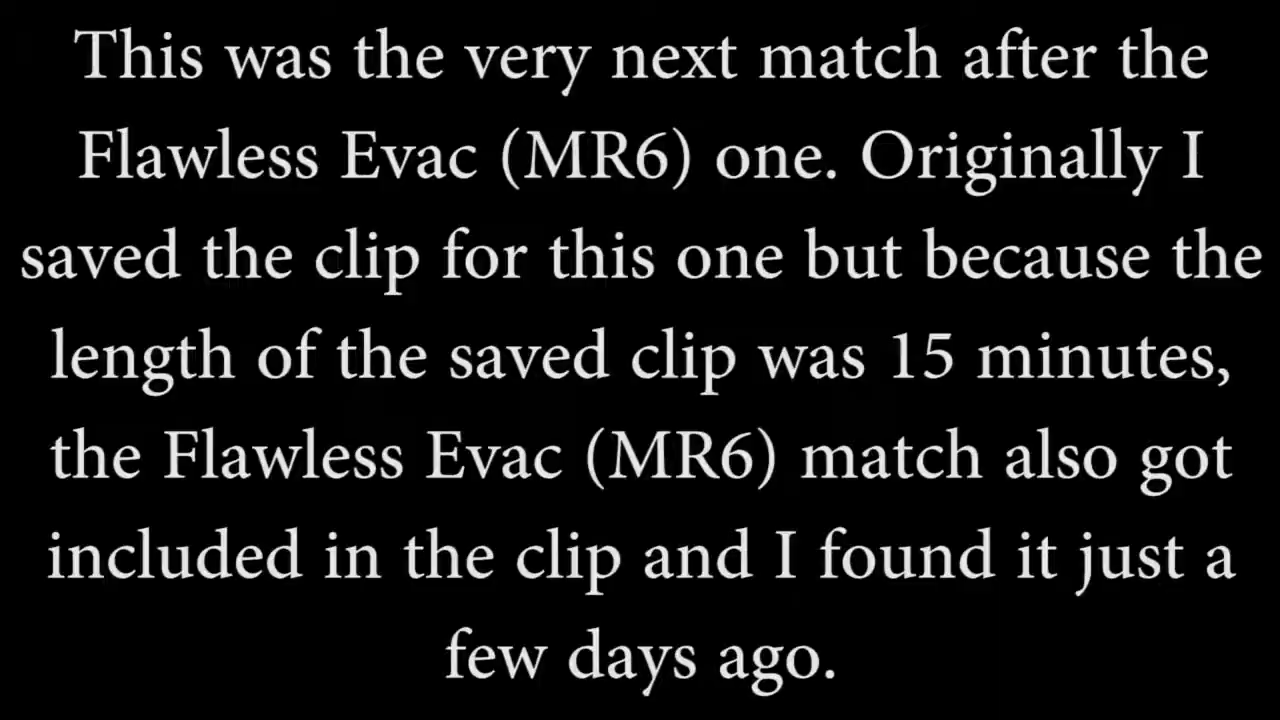 This was the very next match after the
Flawless Evac (MR6) one. Originally I
saved the clip for this one but because the
length of the saved clip was 15 minutes,
the Flawless Evac (MR6) match also got
included in the clip and I found it just a
few days ago.